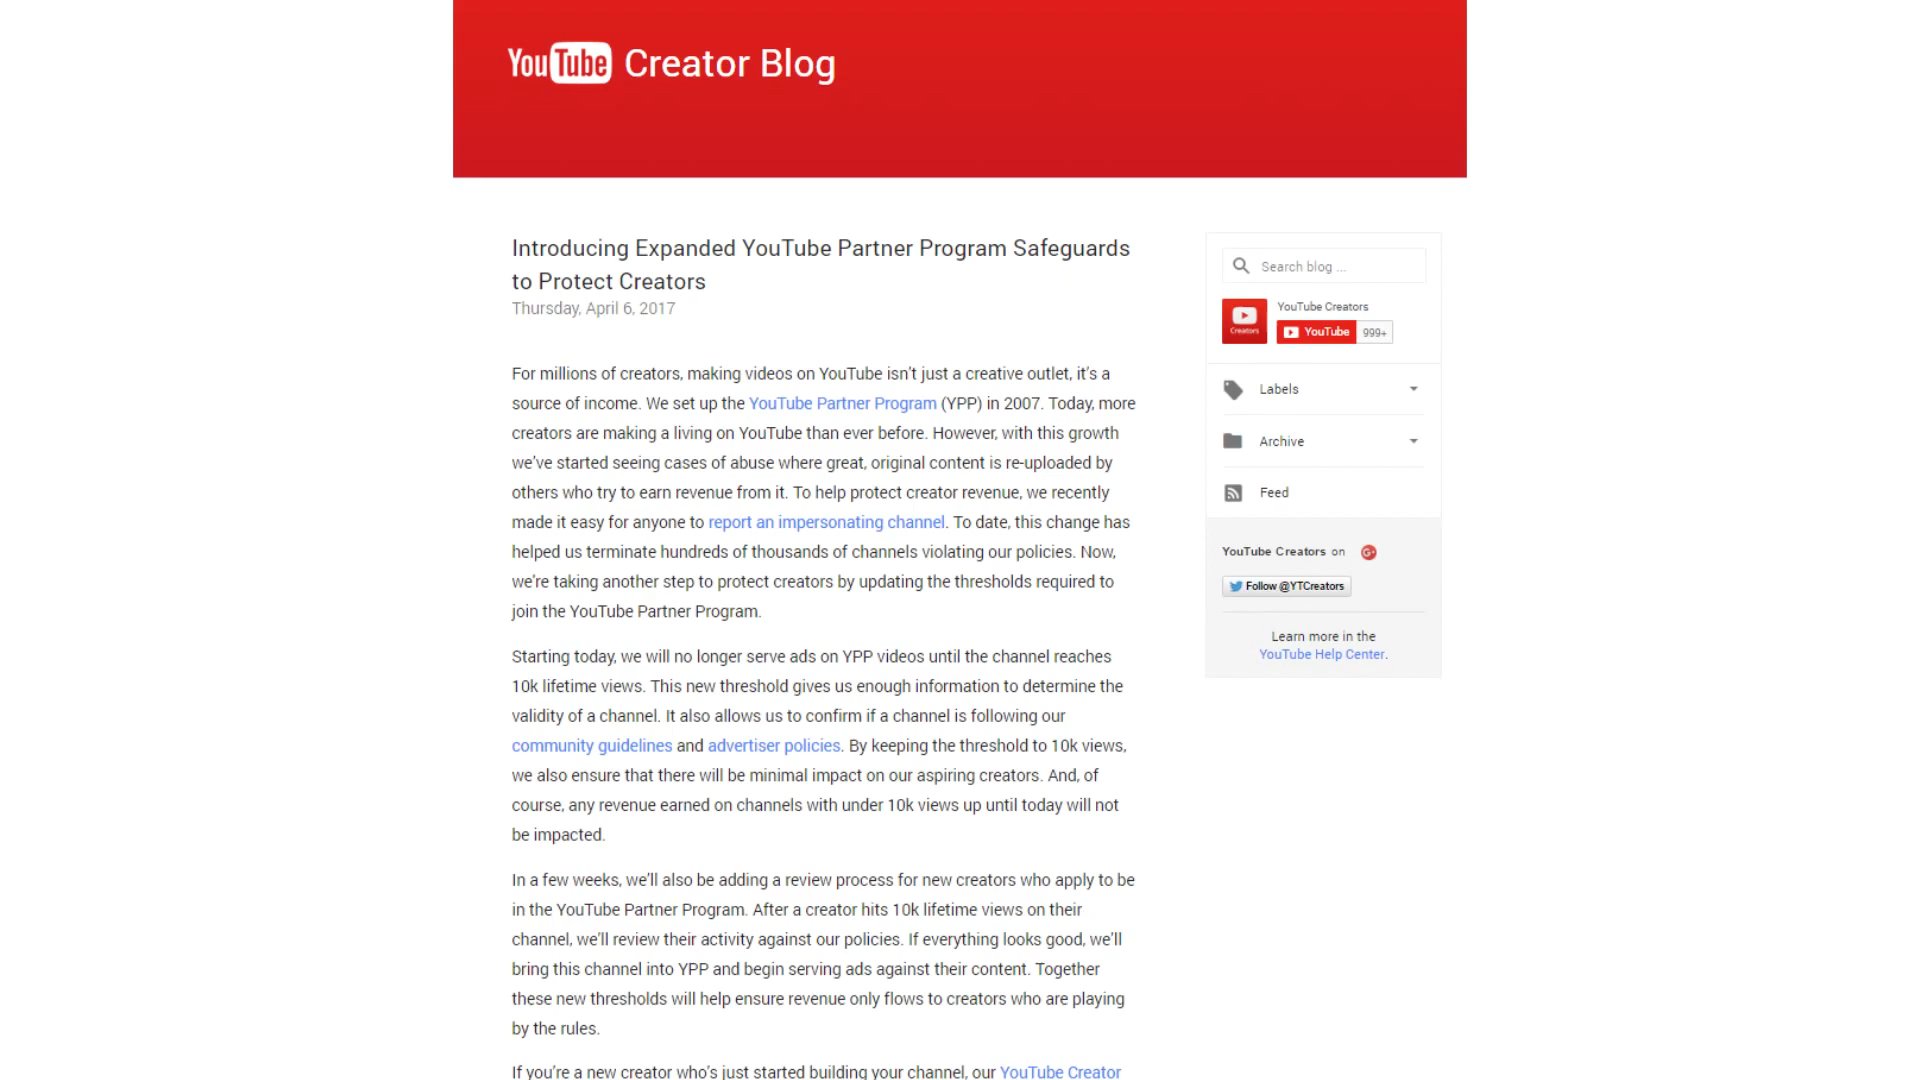 YouTube Creator Blog
Introducing Expanded YouTube Partner Program Safeguards
to Protect Creators
Thursday, April 6, 2017
For millions of creators, making videos on YouTube isn’t just a creative outlet, it’s a
source of income. We set up the YouTube Partner Program (YPP) in 2007. Today, more
creators are making a living on YouTube than ever before. However, with this growth
we’ve started seeing cases of abuse where great, original content is re-uploaded by
others who try to earn revenue from it. To help protect creator revenue, we recently
made it easy for anyone to report an impersonating channel. To date, this change has
helped us terminate hundreds of thousands of channels violating our policies. Now,
we’re taking another step to protect creators by updating the thresholds required to
join the YouTube Partner Program.
Starting today, we will no longer serve ads on YPP videos until the channel reaches
10k lifetime views. This new threshold gives us enough information to determine the
validity of a channel. It also allows us to confirm if a channel is following our
community guidelines and advertiser policies. By keeping the threshold to 10k views,
we also ensure that there will be minimal impact on our aspiring creators. And, of
course, any revenue earned on channels with under 10k views up until today will not
be impacted.
In a few weeks, we’ll also be adding a review process for new creators who apply to be
in the YouTube Partner Program. After a creator hits 10k lifetime views on their
channel, we’ll review their activity against our policies. If everything looks good, we’ll
bring this channel into YPP and begin serving ads against their content. Together
these new thresholds will help ensure revenue only flows to creators who are playing
by the rules.
If you’re a new creator who’s just started building your channel, our YouTube Creator
Search blog ...
YouTube Creators
Creators
YouTube 999+
Labels
Archive
Feed
YouTube Creators on G+
Follow @YTCreators
Learn more in the
YouTube Help Center.